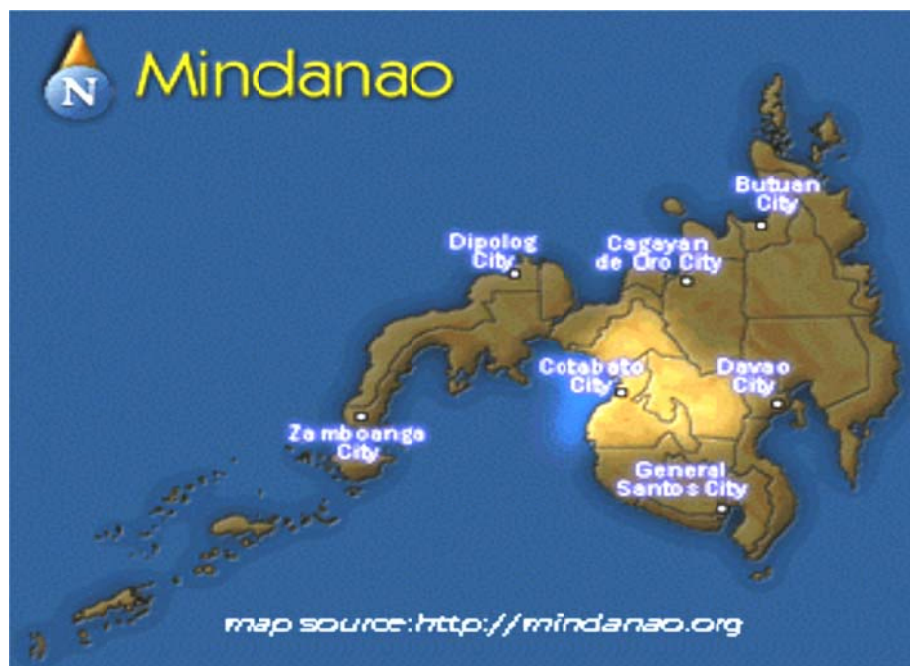 N
Mindanao
Butuan
City
Dipolog
City
Cagayan
de Oro City
Cotabato
City
Davao
City
Zamboanga
City
General
Santos City
map source:http://mindanao.org